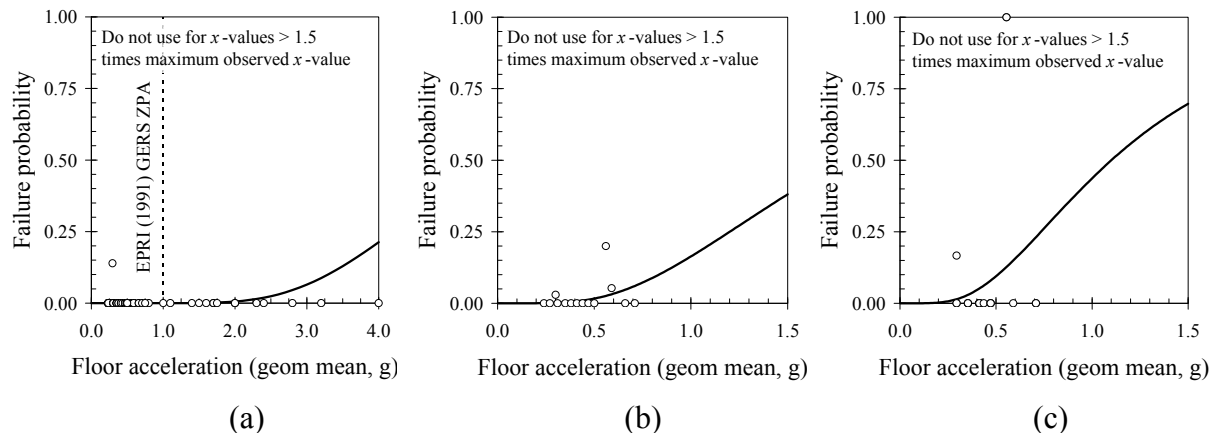 1.00
0.75
0.50
0.25
0.00
Failure probability
Do not use for x-values > 1.5
times maximum observed x-value
EPRI (1991) GERS ZPA
0.0 1.0 2.0 3.0 4.0
Floor acceleration (geom mean, g)
(a)
1.00
0.75
0.50
0.25
0.00
Failure probability
Do not use for x-values > 1.5
times maximum observed x-value
0.0 0.5 1.0 1.5
Floor acceleration (geom mean, g)
(b)
1.00
0.75
0.50
0.25
0.00
Failure probability
Do not use for x-values > 1.5
times maximum observed x-value
0.0 0.5 1.0 1.5
Floor acceleration (geom mean, g)
(c)